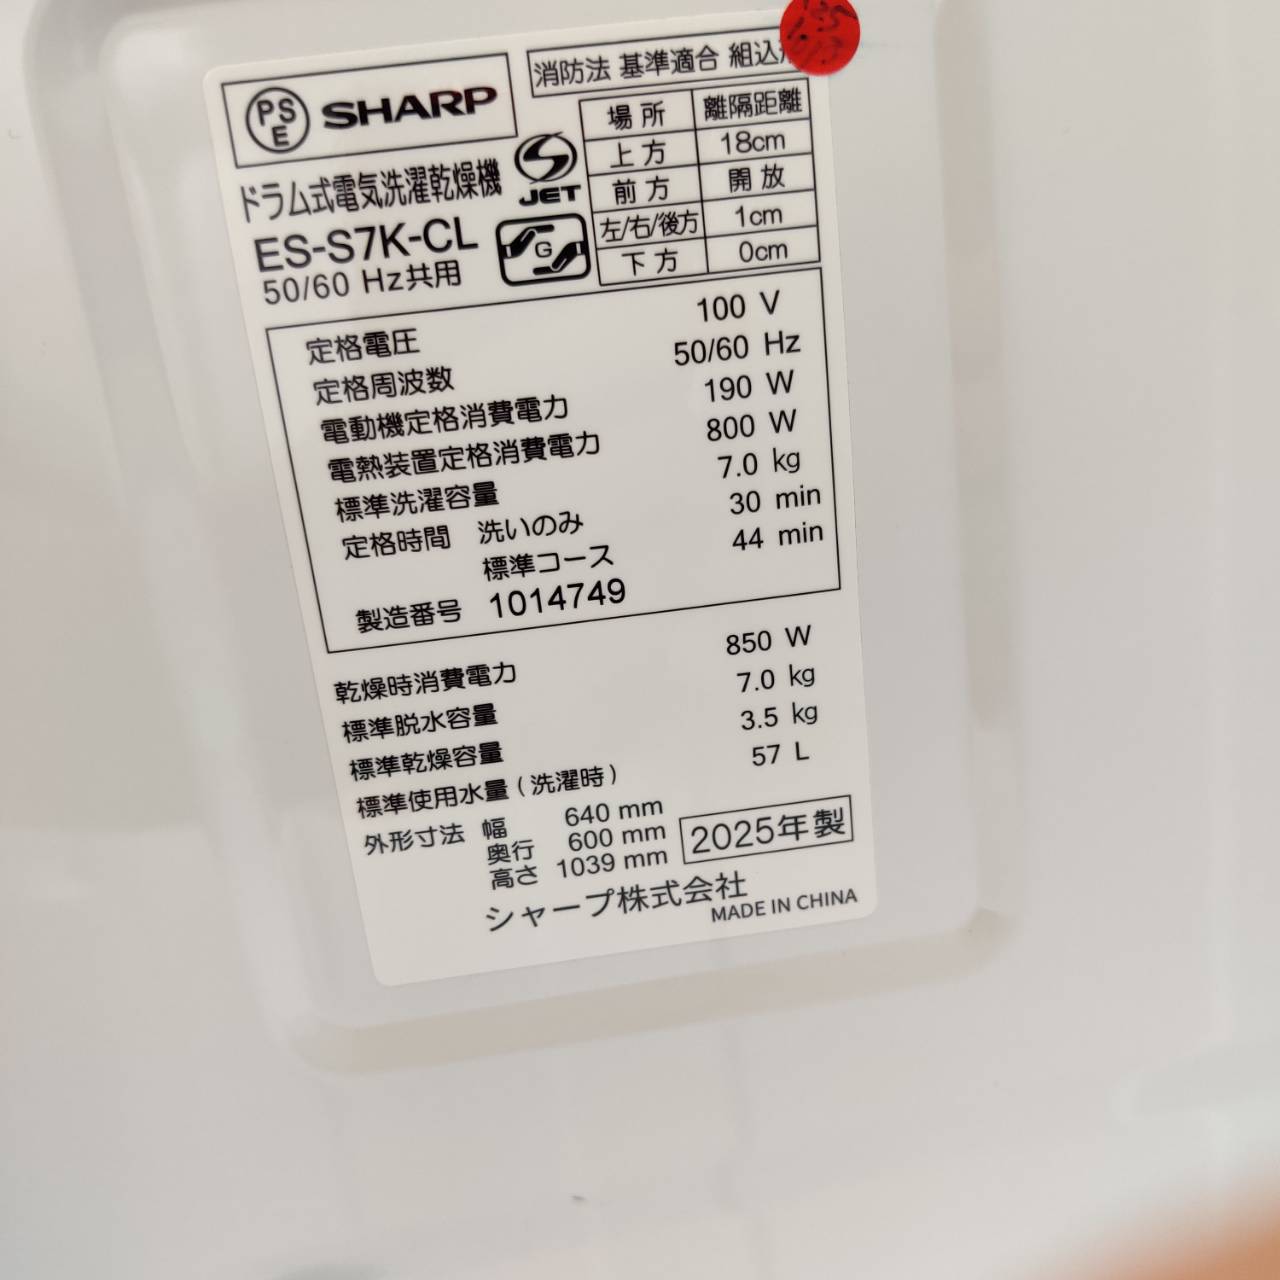 PSE SHARP
消防法 基準適合 組込
場所 離隔距離
上方 18cm
前方 開放
左/右/後方 1cm
下方 0cm
ドラム式電気洗濯乾燥機
JET
ES-S7K-CL
G
50/60 Hz共用
定格電圧 100 V
定格周波数 50/60 Hz
電動機定格消費電力 190 W
電熱装置定格消費電力 800 W
標準洗濯容量 7.0 kg
定格時間 洗いのみ 30 min
標準コース 44 min
製造番号 1014749
乾燥時消費電力 850 W
標準脱水容量 7.0 kg
標準乾燥容量 3.5 kg
標準使用水量(洗濯時) 57 L
外形寸法 幅 640 mm
奥行 600 mm
高さ 1039 mm
2025年製
シャープ株式会社
MADE IN CHINA